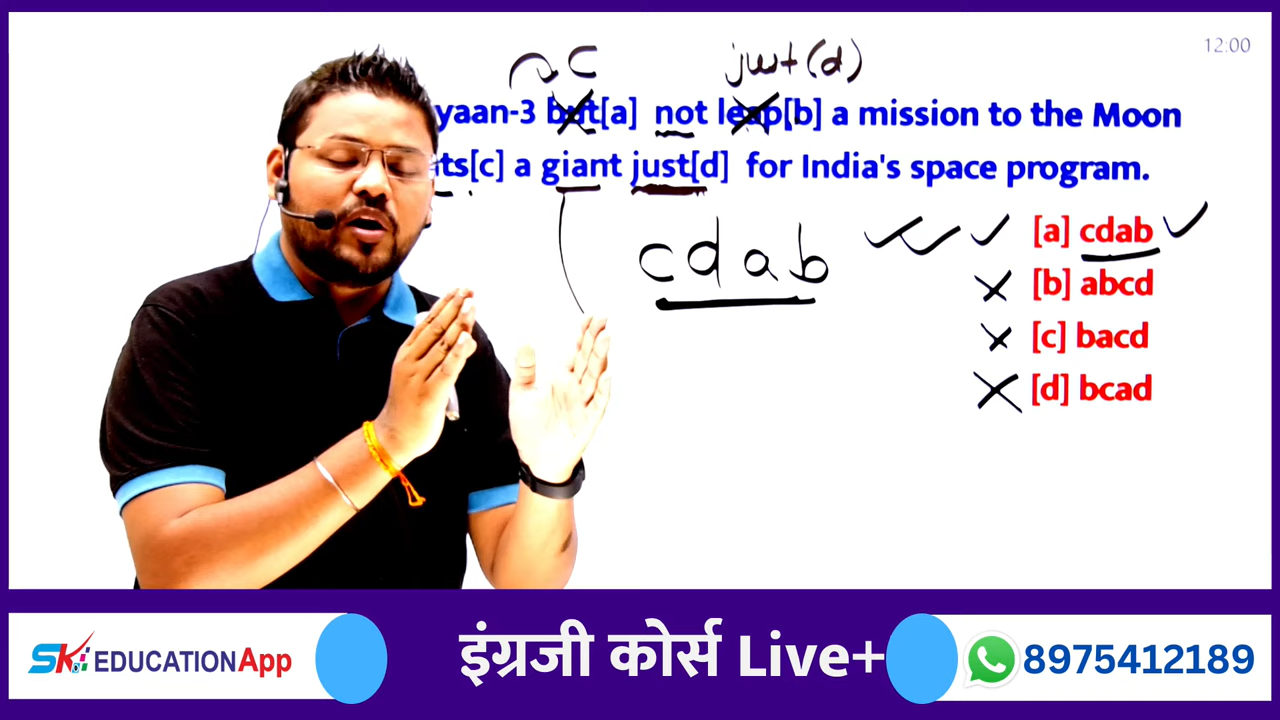 12:00
c just (d)
yaan-3 but[a] not leap[b] a mission to the Moon
ts[c] a giant just[d] for India's space program.
c d a b
[a] cdab
[b] abcd
[c] bacd
[d] bcad
SK EDUCATIONApp
इंग्रजी कोर्स Live+
8975412189